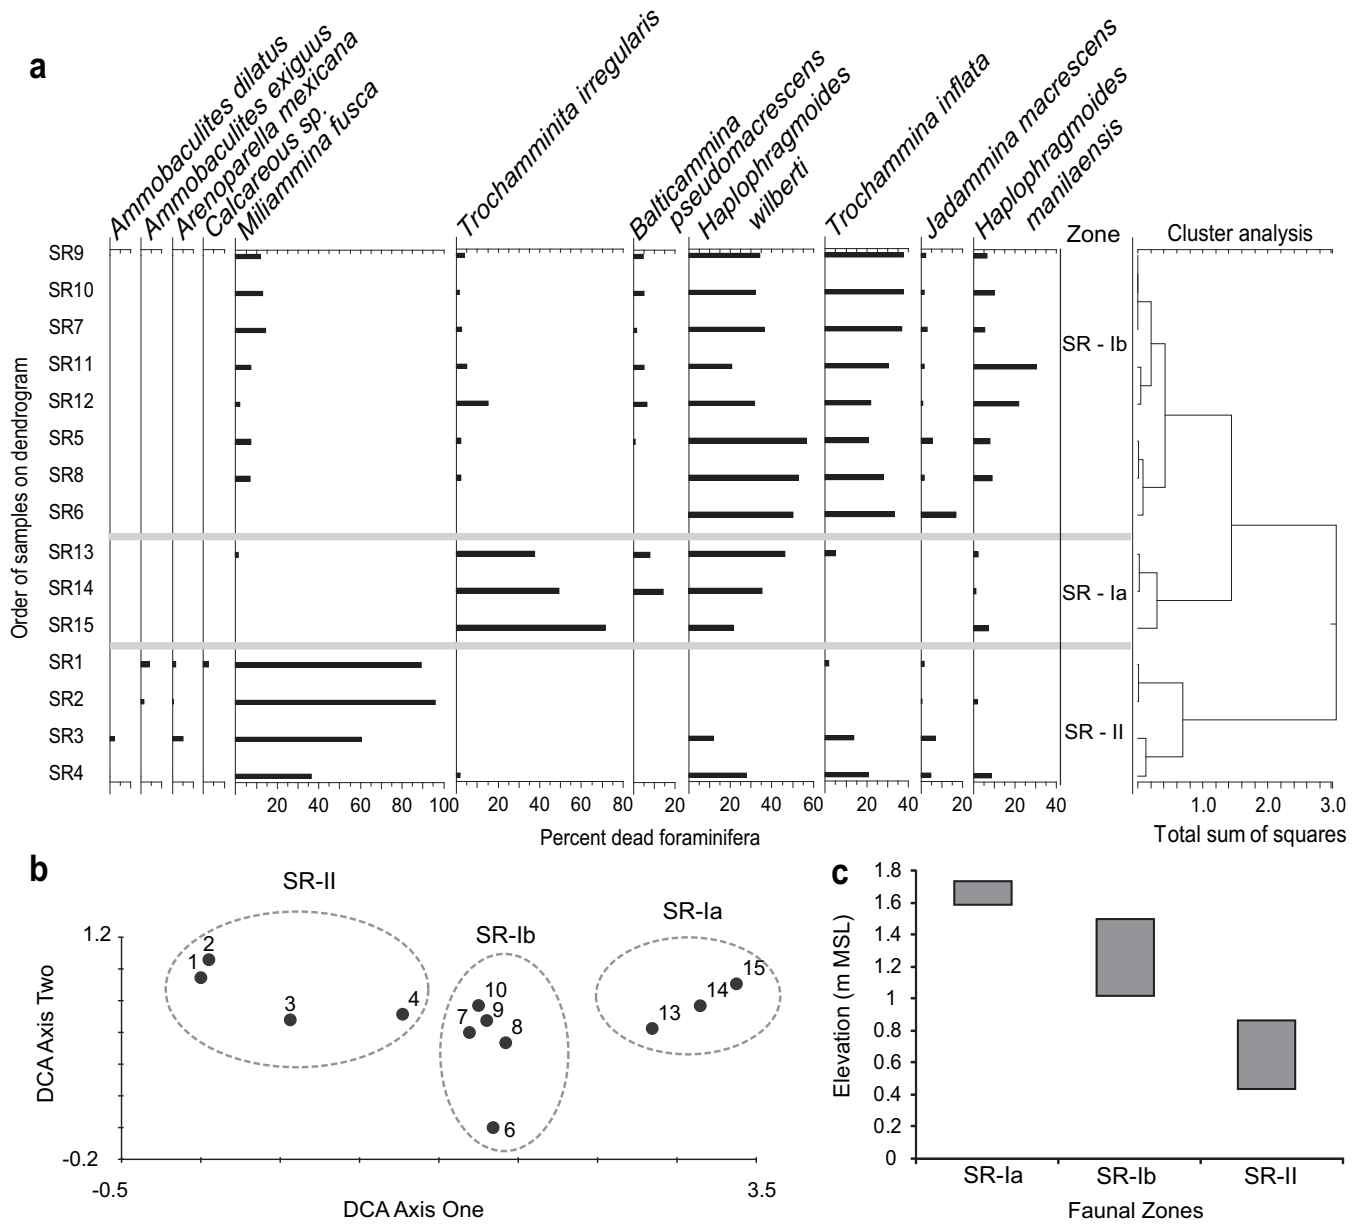 a
Ammobaculites dilatus
Ammobaculites exiguus
Arenoparella mexicana
Calcareous sp.
Miliammina fusca
Trochamminita irregularis
Balticammina
pseudomacrescens
Haplophragmoides
wilberti
Trochammina inflata
Jadammina macrescens
Haplophragmoides
manilaensis
Zone
Cluster analysis
Order of samples on dendrogram
SR9
SR10
SR7
SR11
SR12
SR5
SR8
SR6
SR13
SR14
SR15
SR1
SR2
SR3
SR4
SR - Ib
SR - Ia
SR - II
20 40 60 80 100 20 40 60 80 20 20 40 60 20 40 20 20 40 1.0 2.0 3.0
Percent dead foraminifera
Total sum of squares
b
SR-II
SR-Ib
SR-Ia
1.2
-0.2
-0.5
3.5
DCA Axis Two
DCA Axis One
1
2
3
4
10
7
9
8
6
13
14
15
c
Elevation (m MSL)
1.8
1.6
1.4
1.2
1
0.8
0.6
0.4
0.2
0
SR-Ia
SR-Ib
SR-II
Faunal Zones